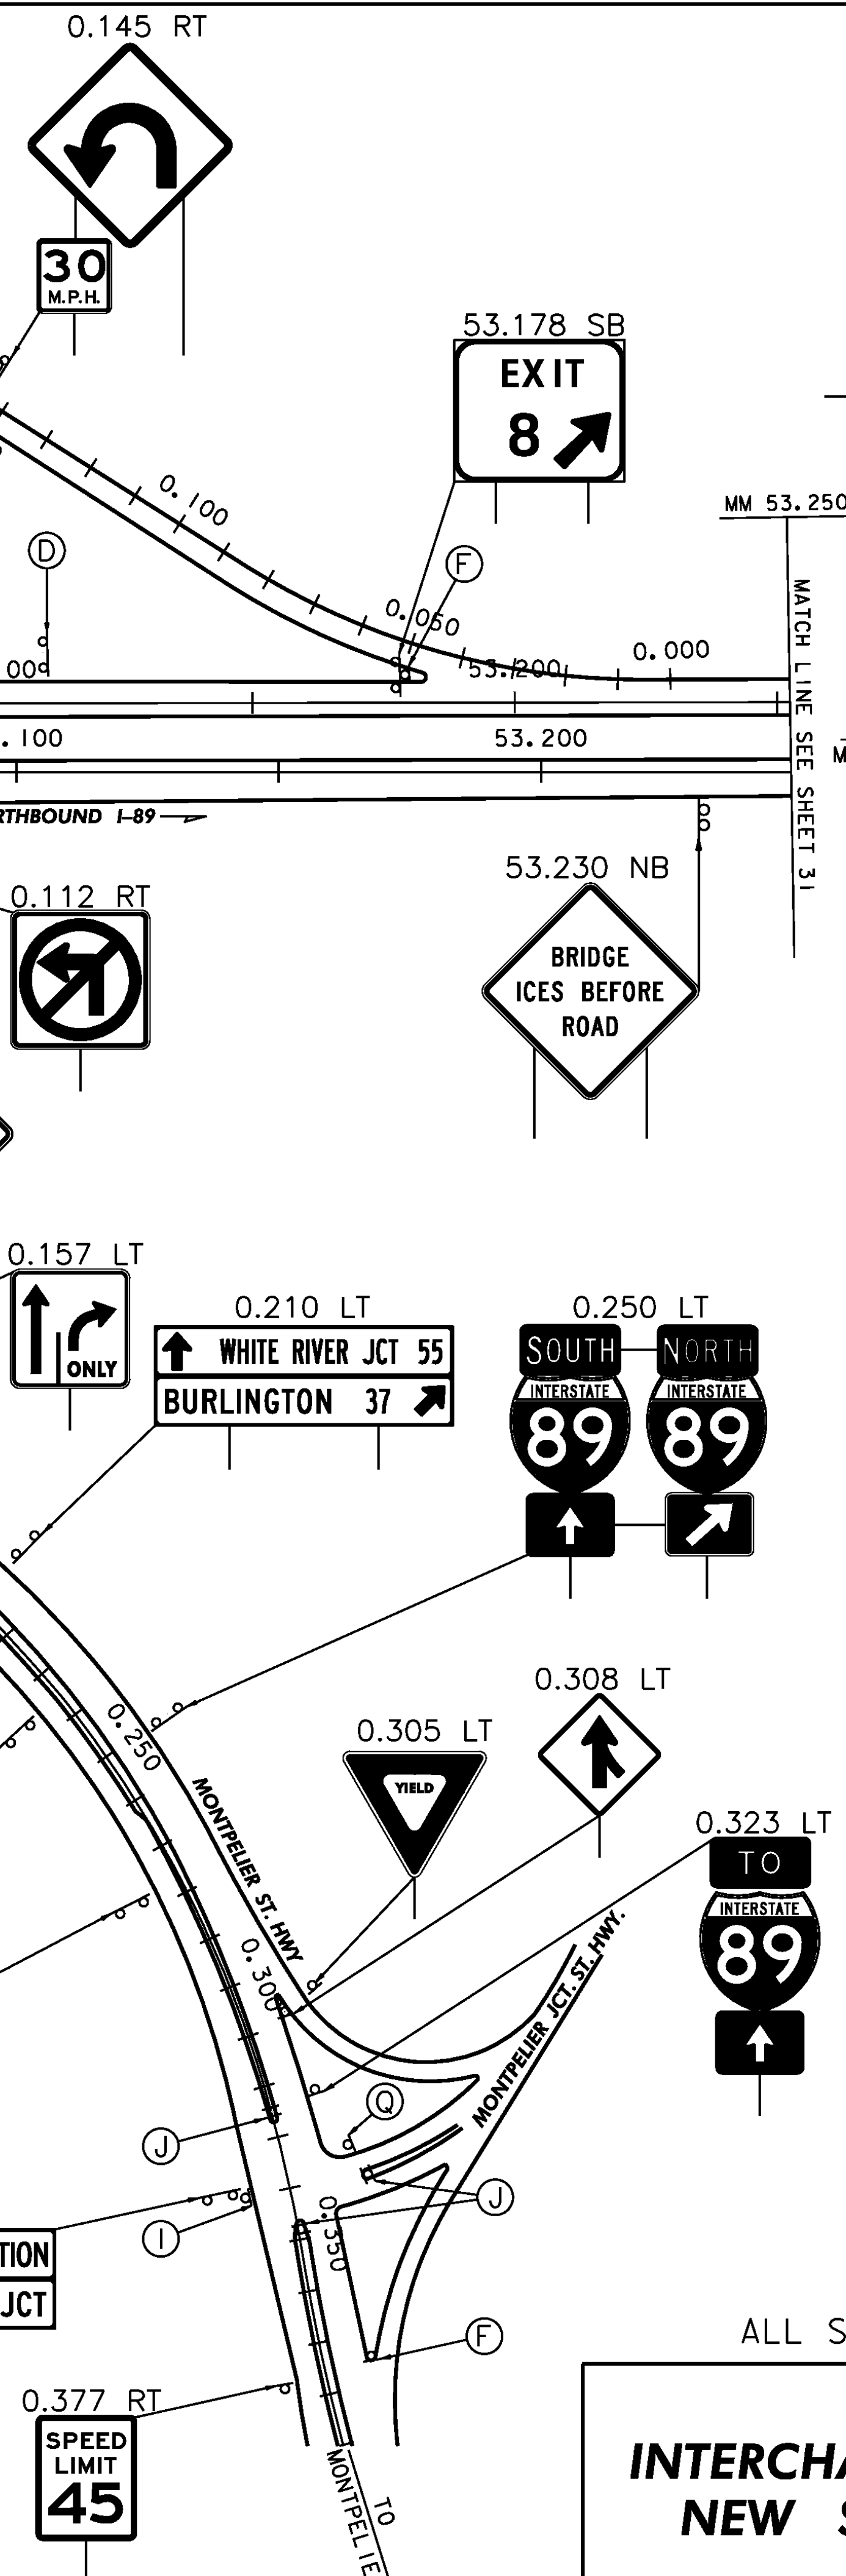 0.145 RT
30
M.P.H.
53.178 SB
EXIT
8
0.100
MM 53.250
D
F
0.050
0.000
00
53.200
MATCH LINE SEE SHEET 31
.100
53.200
RTHBOUND I-89
M
53.230 NB
0.112 RT
BRIDGE
ICES BEFORE
ROAD
0.157 LT
ONLY
0.210 LT
WHITE RIVER JCT 55
BURLINGTON 37
0.250 LT
SOUTH
NORTH
INTERSTATE
89
INTERSTATE
89
0.308 LT
0.250
0.305 LT
YIELD
MONTPELIER ST. HWY
0.323 LT
TO
INTERSTATE
89
0.300
MONTPELIER JCT. ST. HWY.
Q
J
J
0.350
I
TION
JCT
F
ALL S
0.377 RT
SPEED
LIMIT
45
INTERCHA
NEW S
TO
MONTPELIE